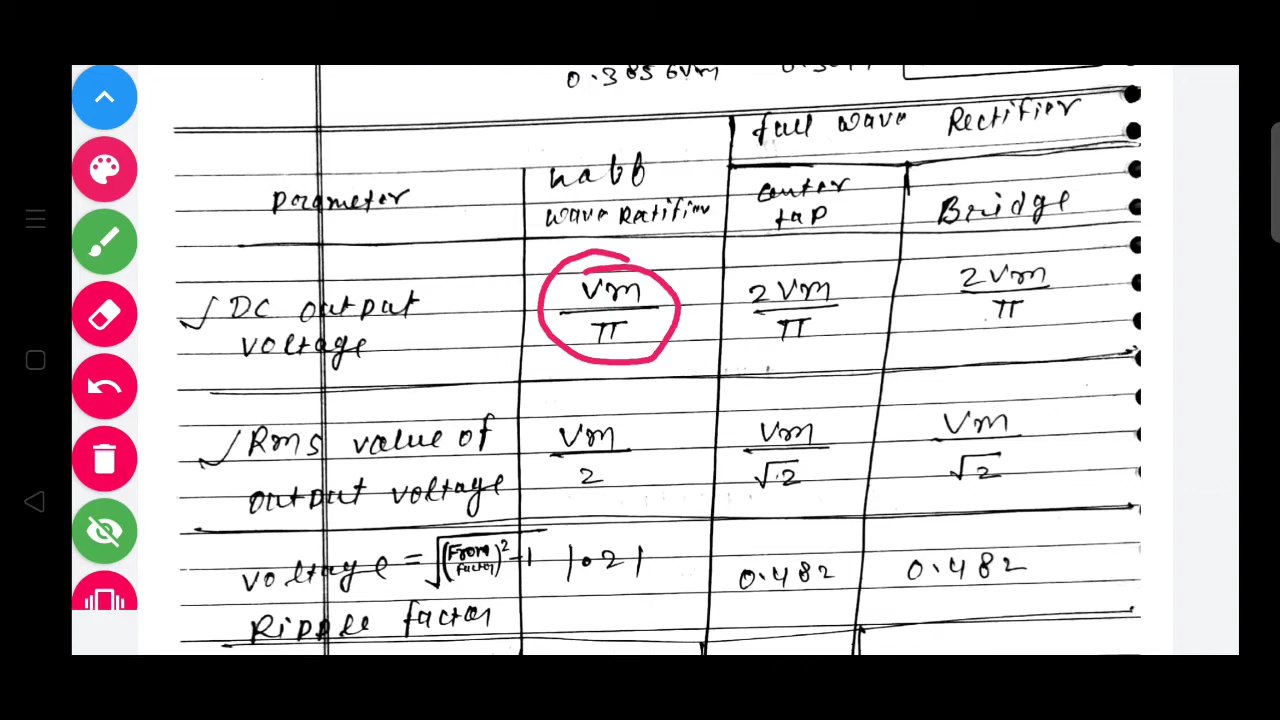 0.3856Vm
full wave Rectifier
Parameter
half
wave Rectifier
center
tap
Bridge
DC output
voltage
Vm
π
2Vm
π
2Vm
π
Rms value of
output voltage
Vm
2
Vm
√2
Vm
√2
voltage = √(From factor)² - 1
Ripple factor
1.21
0.482
0.482